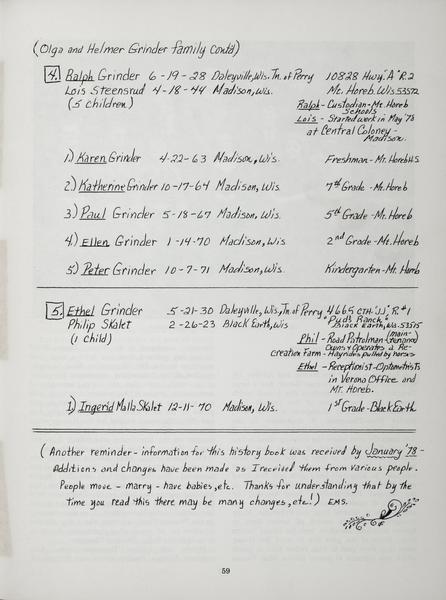 (Olga and Helmer Grinder family Contd)
4. Ralph Grinder 6-19-28 Daleyville, Wis. Tn. of Perry 10828 Hwy. "A" R.2
Lois Steensrud 4-18-44 Madison, Wis. Mt. Horeb, Wis. 53572
(5 children) Ralph - Custodian - Mt. Horeb Schools
Lois - Started work in May '78
at Central Coloney - Madison.
1.) Karen Grinder 4-22-63 Madison, Wis. Freshman - Mt. Horeb H.S.
2.) Katherine Grinder 10-17-64 Madison, Wis. 7th Grade - Mt. Horeb
3.) Paul Grinder 5-18-67 Madison, Wis. 5th Grade - Mt. Horeb
4.) Ellen Grinder 1-14-70 Madison, Wis. 2nd Grade - Mt. Horeb
5.) Peter Grinder 10-7-71 Madison, Wis. Kindergarten - Mt. Horeb
5. Ethel Grinder 5-21-30 Daleyville, Wis., Tn. of Perry 4665 CTH. "JJ", R.#1
Philip Skalet 2-26-23 Black Earth, Wis "Pud's Ranch"
Black Earth, Wa. 53515
(1 child) Phil - Road Patrolman (maintenance)
Owns & Operates a Re-
creation Farm - Hayrides pulled by horses
Ethel - Receptionist - Optometrists
in Verona Office and
Mt. Horeb.
1.) Ingerid Malla Skalet 12-11-70 Madison, Wis. 1st Grade - Black Earth
(Another reminder - information for this history book was received by January '78 -
Additions and changes have been made as I received them from various people.
People move - marry - have babies, etc. Thanks for understanding that by the
time you read this there may be many changes, etc!) EMS.
59